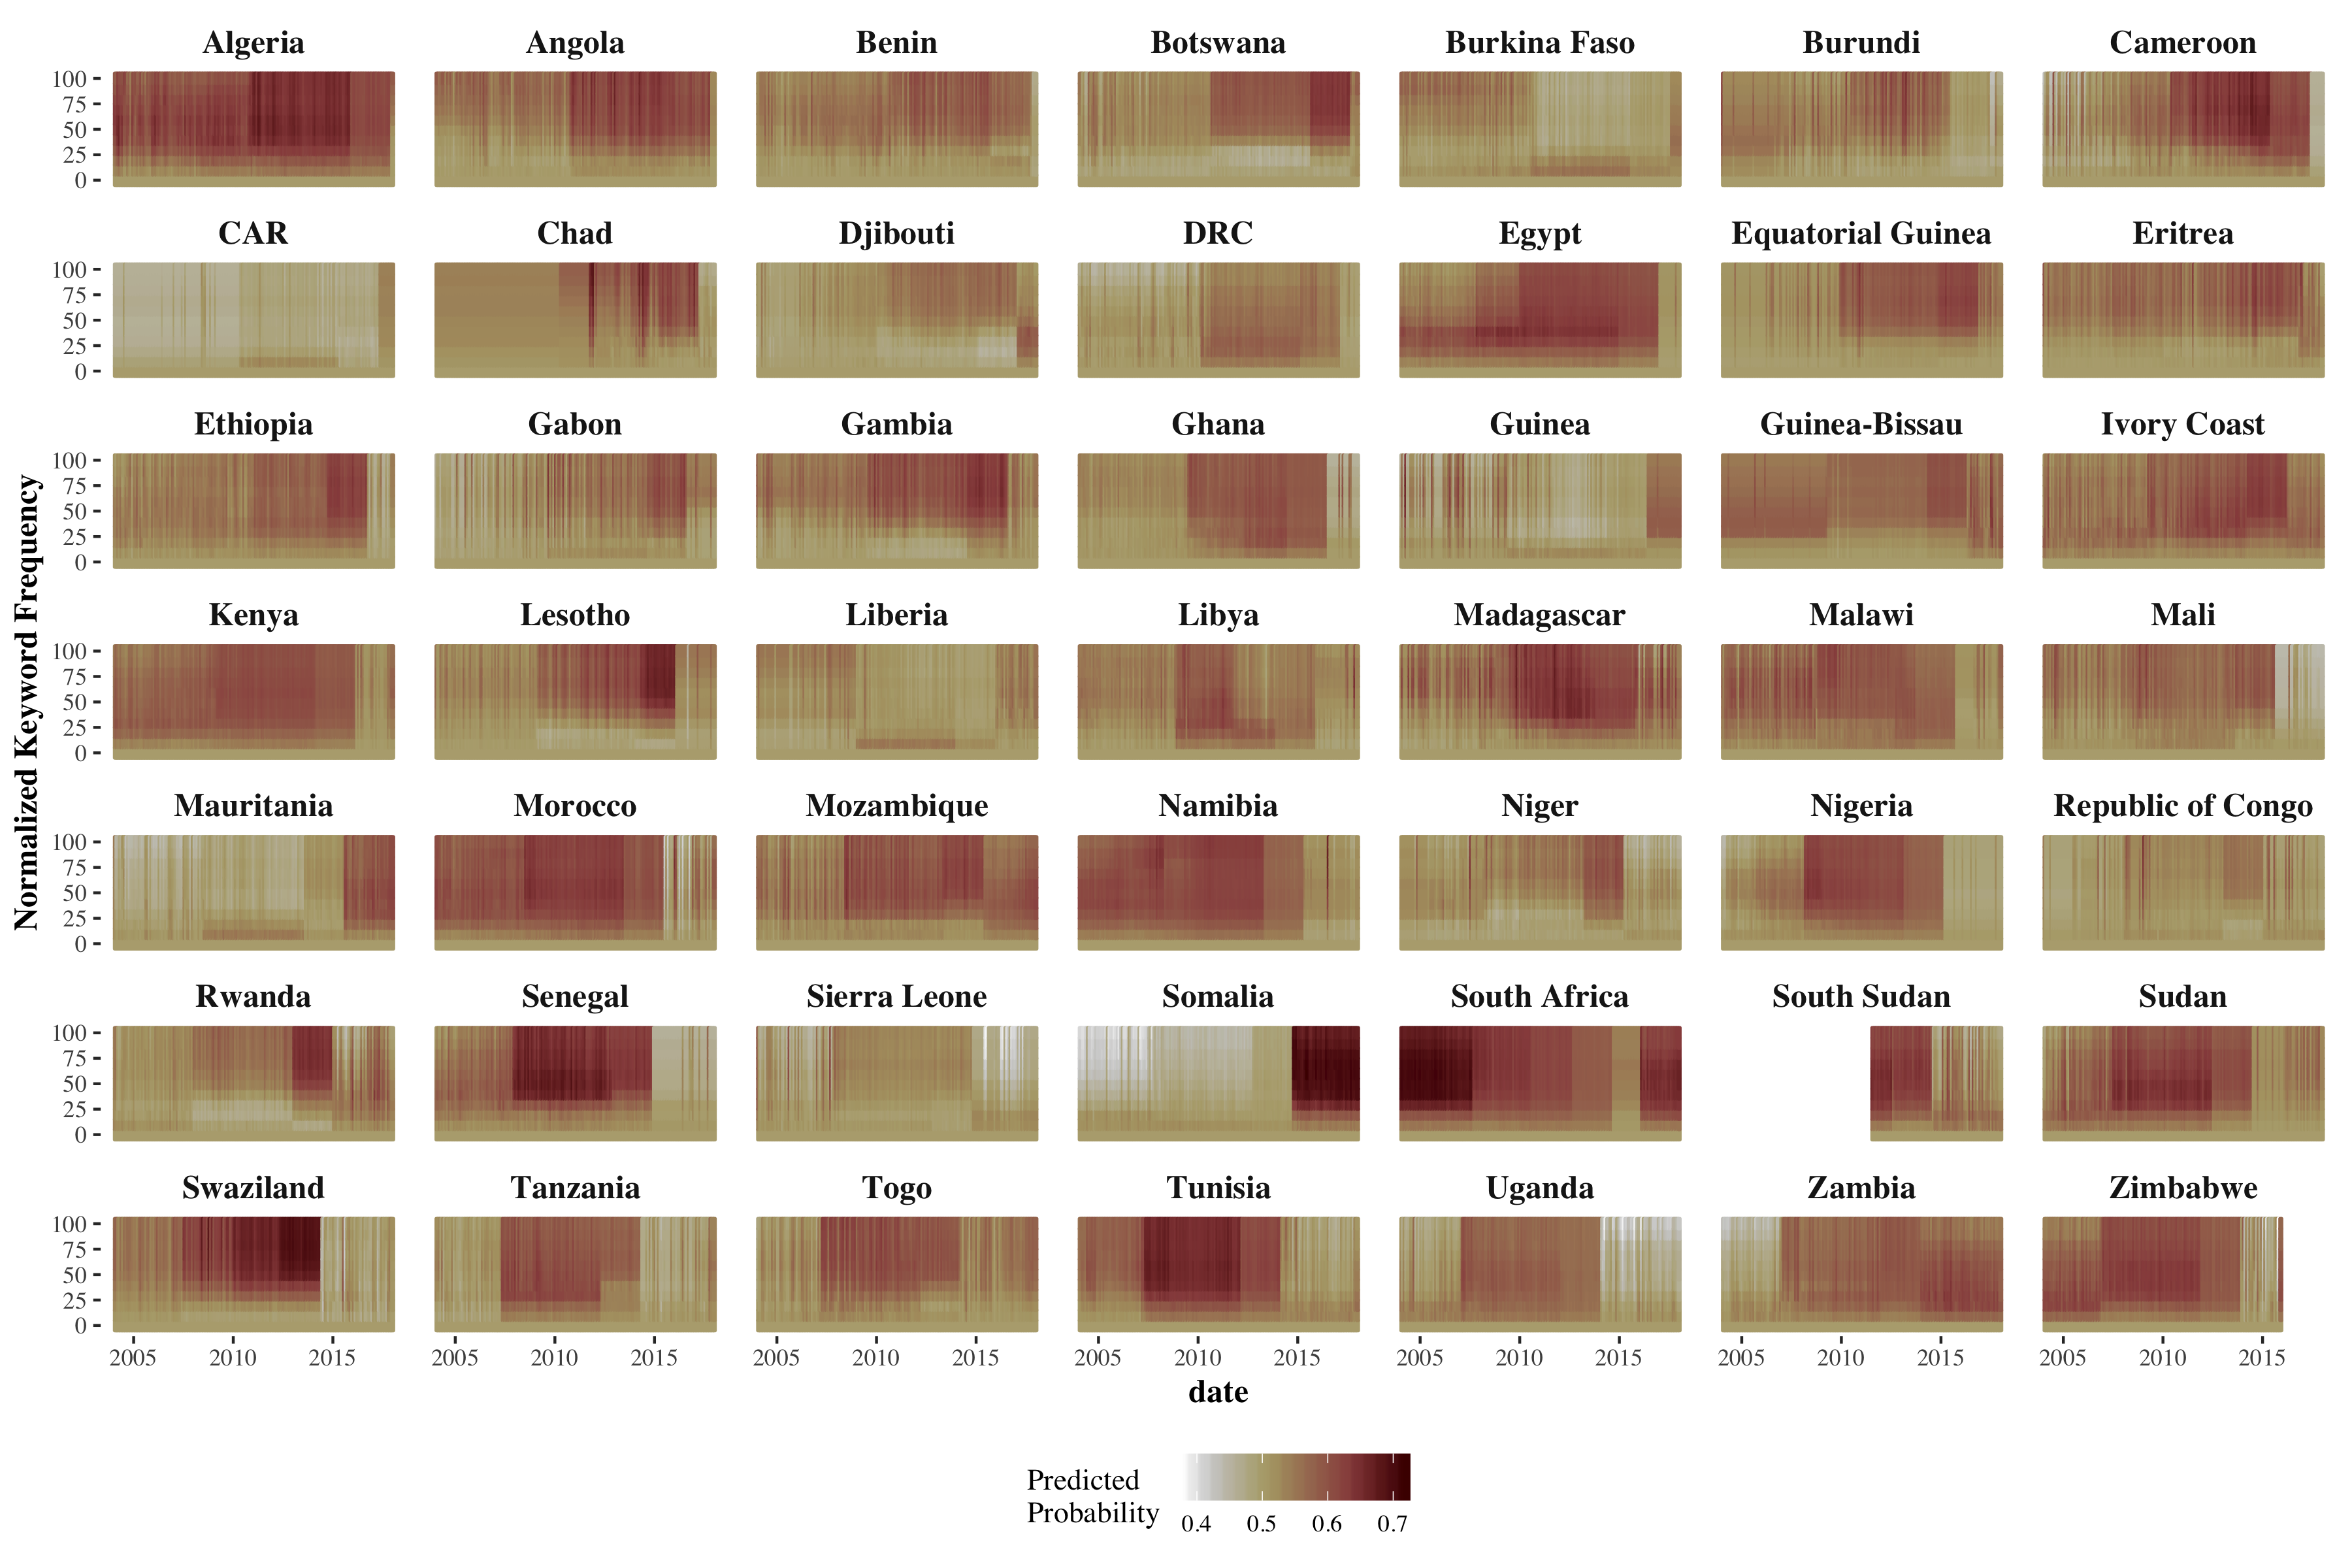 Algeria Angola Benin Botswana Burkina Faso Burundi Cameroon
100
75
50
25
0
CAR Chad Djibouti DRC Egypt Equatorial Guinea Eritrea
100
75
50
25
0
Ethiopia Gabon Gambia Ghana Guinea Guinea-Bissau Ivory Coast
100
75
50
25
0
Normalized Keyword Frequency
Kenya Lesotho Liberia Libya Madagascar Malawi Mali
100
75
50
25
0
Mauritania Morocco Mozambique Namibia Niger Nigeria Republic of Congo
100
75
50
25
0
Rwanda Senegal Sierra Leone Somalia South Africa South Sudan Sudan
100
75
50
25
0
Swaziland Tanzania Togo Tunisia Uganda Zambia Zimbabwe
100
75
50
25
0
2005 2010 2015 2005 2010 2015 2005 2010 2015 2005 2010 2015 2005 2010 2015 2005 2010 2015 2005 2010 2015
date
Predicted
Probability
0.4 0.5 0.6 0.7